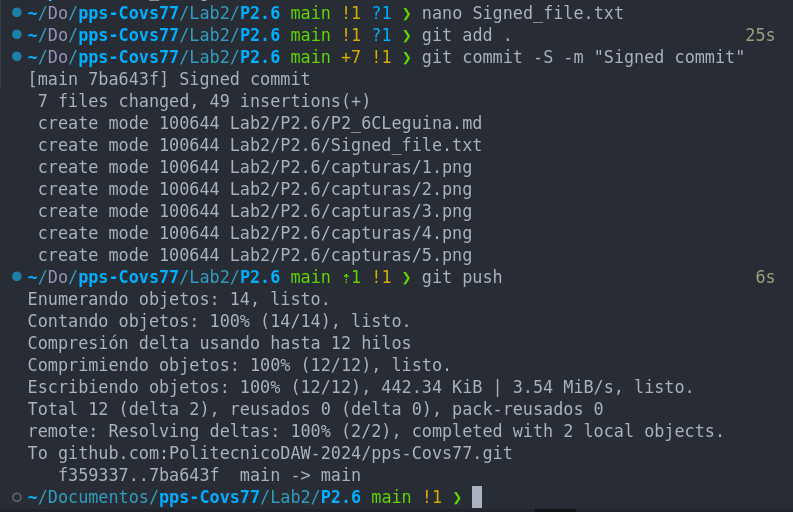 ~/Do/pps-Covs77/Lab2/P2.6 main !1 ?1 ❯ nano Signed_file.txt
~/Do/pps-Covs77/Lab2/P2.6 main !1 ?1 ❯ git add . 25s
~/Do/pps-Covs77/Lab2/P2.6 main +7 !1 ❯ git commit -S -m "Signed commit"
[main 7ba643f] Signed commit
7 files changed, 49 insertions(+)
create mode 100644 Lab2/P2.6/P2_6CLeguina.md
create mode 100644 Lab2/P2.6/Signed_file.txt
create mode 100644 Lab2/P2.6/capturas/1.png
create mode 100644 Lab2/P2.6/capturas/2.png
create mode 100644 Lab2/P2.6/capturas/3.png
create mode 100644 Lab2/P2.6/capturas/4.png
create mode 100644 Lab2/P2.6/capturas/5.png
~/Do/pps-Covs77/Lab2/P2.6 main ⇡1 !1 ❯ git push 6s
Enumerando objetos: 14, listo.
Contando objetos: 100% (14/14), listo.
Compresión delta usando hasta 12 hilos
Comprimiendo objetos: 100% (12/12), listo.
Escribiendo objetos: 100% (12/12), 442.34 KiB | 3.54 MiB/s, listo.
Total 12 (delta 2), reusados 0 (delta 0), pack-reusados 0
remote: Resolving deltas: 100% (2/2), completed with 2 local objects.
To github.com:PolitecnicoDAW-2024/pps-Covs77.git
f359337..7ba643f  main -> main
~/Documentos/pps-Covs77/Lab2/P2.6 main !1 ❯